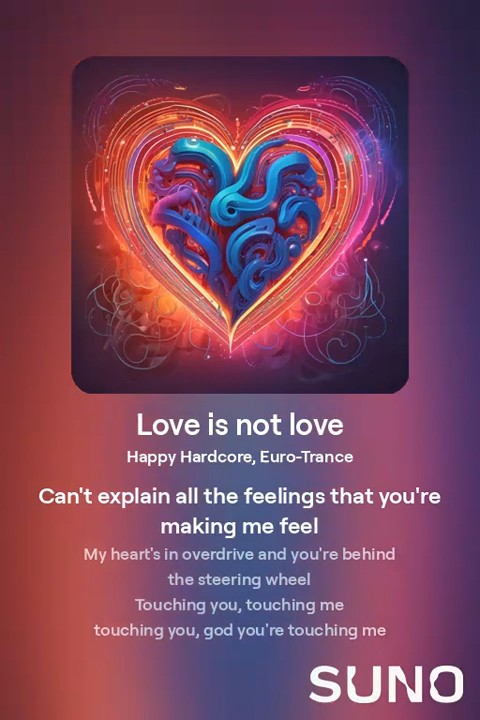 Love is not love
Happy Hardcore, Euro-Trance
Can't explain all the feelings that you're
making me feel
My heart's in overdrive and you're behind
the steering wheel
Touching you, touching me
touching you, god you're touching me
SUNO